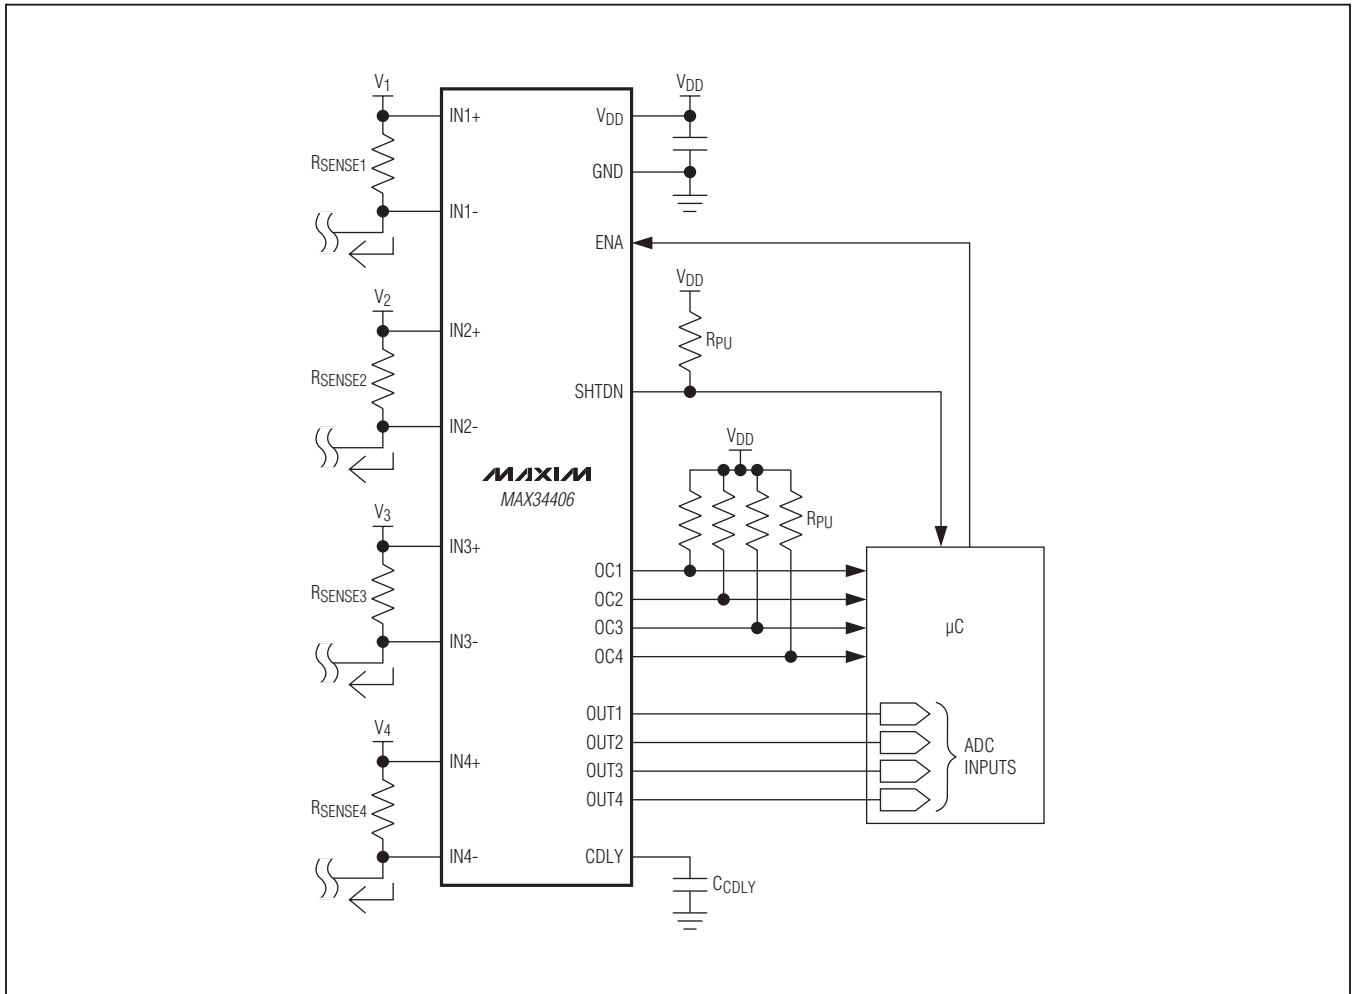 V1
IN1+
RSENSE1
IN1-
V2
IN2+
RSENSE2
IN2-
V3
IN3+
RSENSE3
IN3-
V4
IN4+
RSENSE4
IN4-
MAXIM
MAX34406
VDD
VDD
GND
ENA
VDD
RPU
SHTDN
VDD
RPU
OC1
OC2
OC3
OC4
µC
OUT1
OUT2
OUT3
OUT4
ADC
INPUTS
CDLY
CCDLY